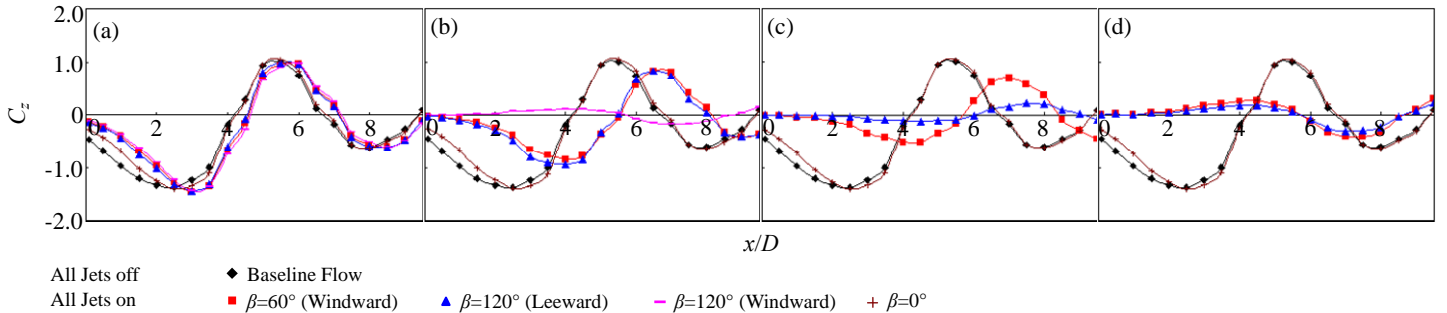 2.0 (a) (b) (c) (d)
1.0
C_z 0 0 2 4 6 8 0 2 4 6 8 0 2 4 6 8 0 2 4 6 8
-1.0
-2.0
x/D
All Jets off ◆ Baseline Flow
All Jets on ■ β=60° (Windward) ▲ β=120° (Leeward) − β=120° (Windward) + β=0°